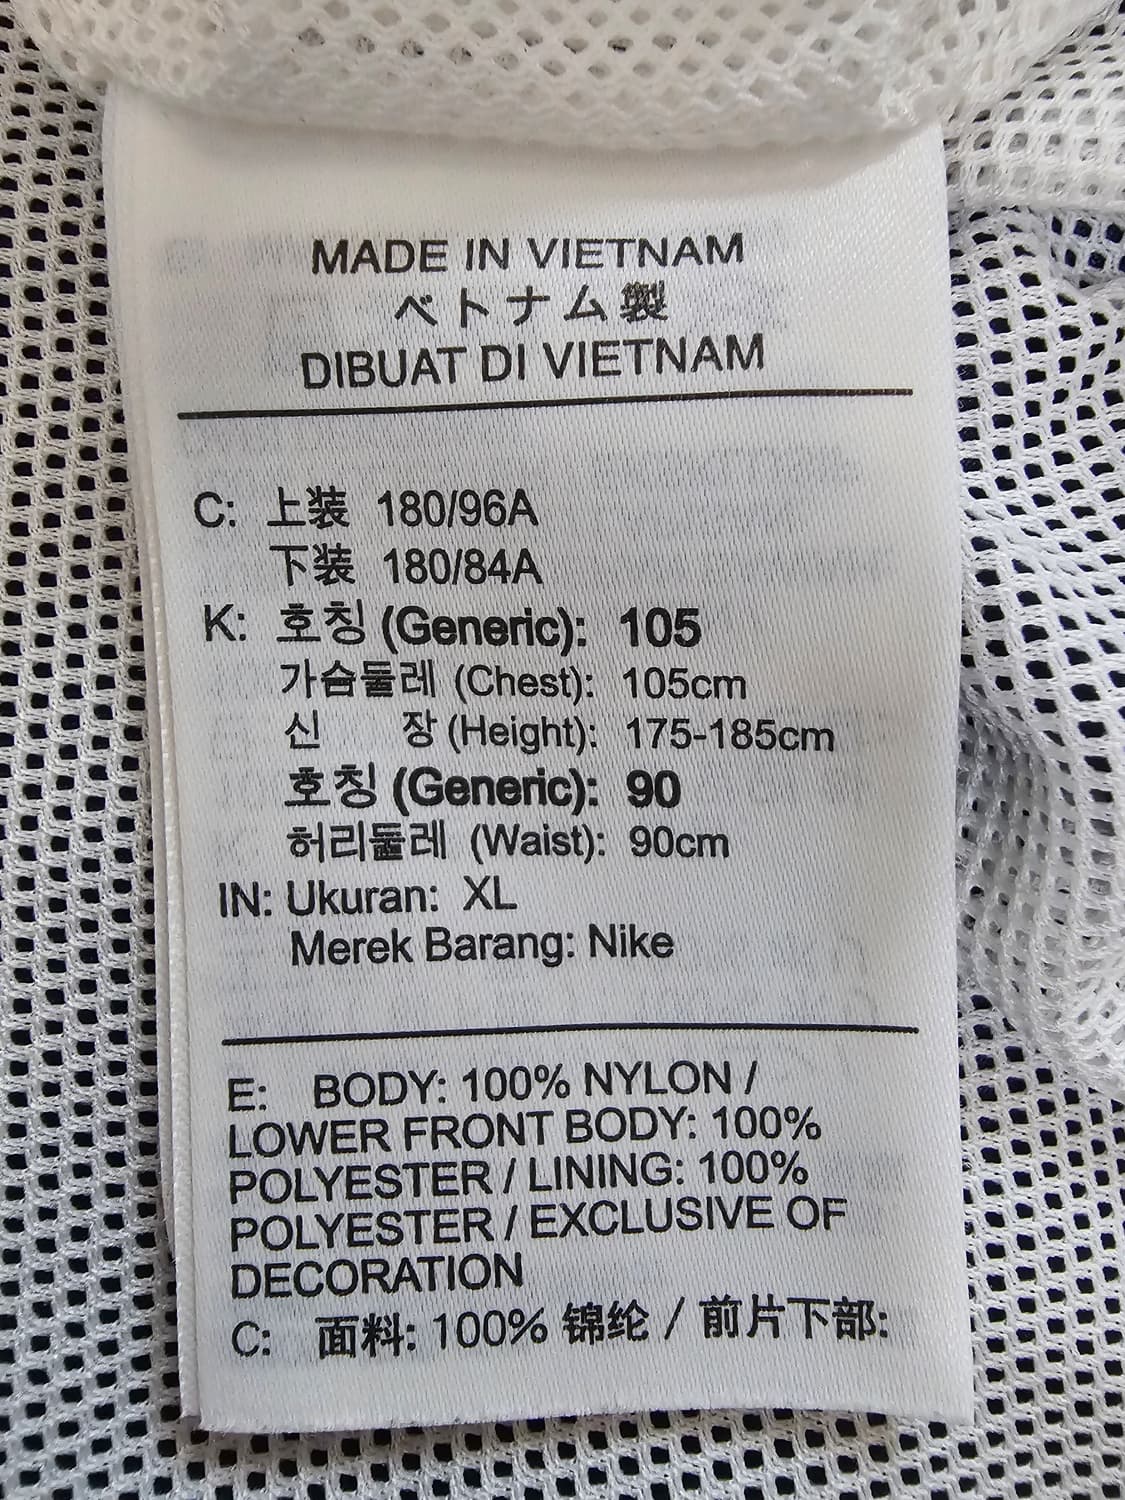 MADE IN VIETNAM
ベトナム製
DIBUAT DI VIETNAM
C: 上装 180/96A
下装 180/84A
K: 호칭 (Generic): 105
가슴둘레 (Chest): 105cm
신 장 (Height): 175-185cm
호칭 (Generic): 90
허리둘레 (Waist): 90cm
IN: Ukuran: XL
Merek Barang: Nike
E: BODY: 100% NYLON /
LOWER FRONT BODY: 100%
POLYESTER / LINING: 100%
POLYESTER / EXCLUSIVE OF
DECORATION
C: 面料: 100% 锦纶 / 前片下部: